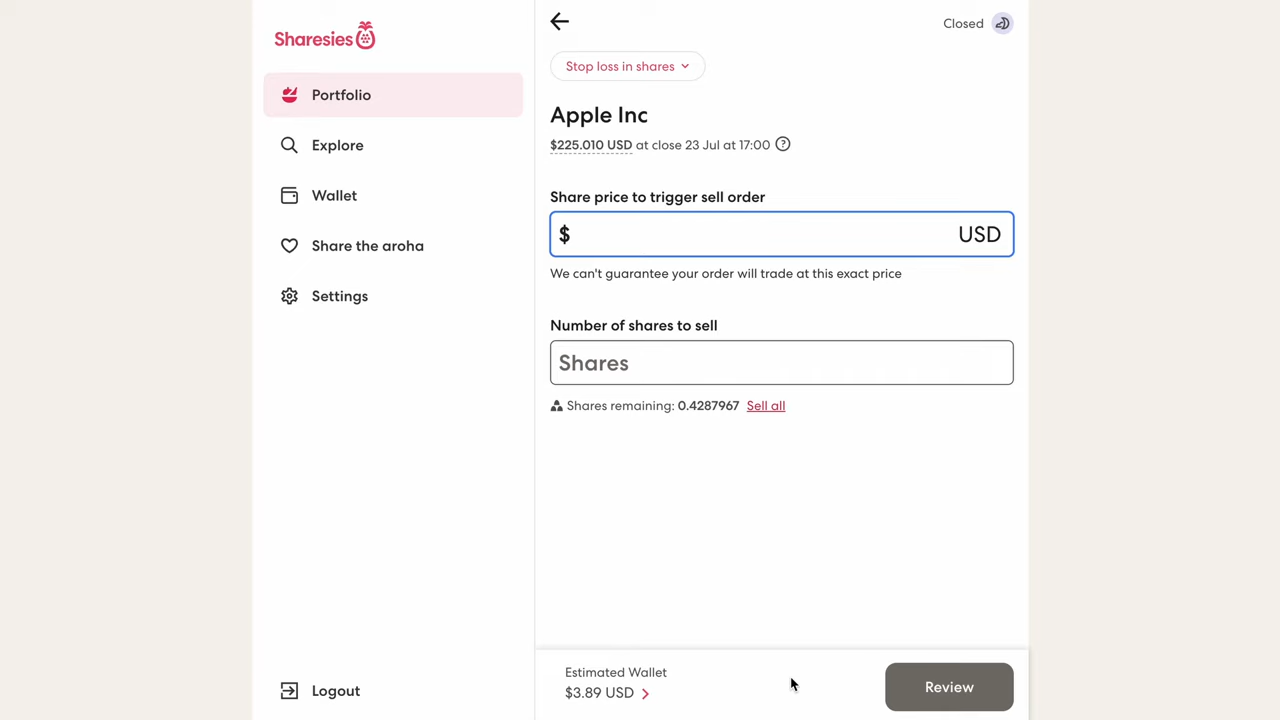 Sharesies
Portfolio
Explore
Wallet
Share the aroha
Settings
Logout
Closed
Stop loss in shares
Apple Inc
$225.010 USD at close 23 Jul at 17:00 ?
Share price to trigger sell order
$ USD
We can't guarantee your order will trade at this exact price
Number of shares to sell
Shares
Shares remaining: 0.4287967 Sell all
Estimated Wallet
$3.89 USD
Review